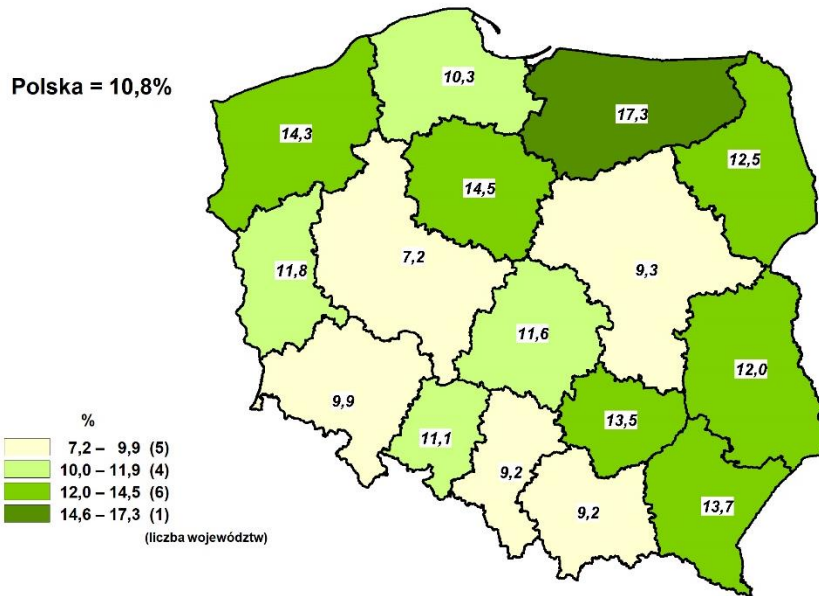 10,3
Polska = 10,8%
17,3
14,3
12,5
14,5
7,2
11,8
9,3
11,6
12,0
9,9
%
13,5
11,1
7,2 – 9,9 (5)
10,0 – 11,9 (4)
9,2
12,0 – 14,5 (6)
9,2
13,7
14,6 – 17,3 (1)
(liczba województw)